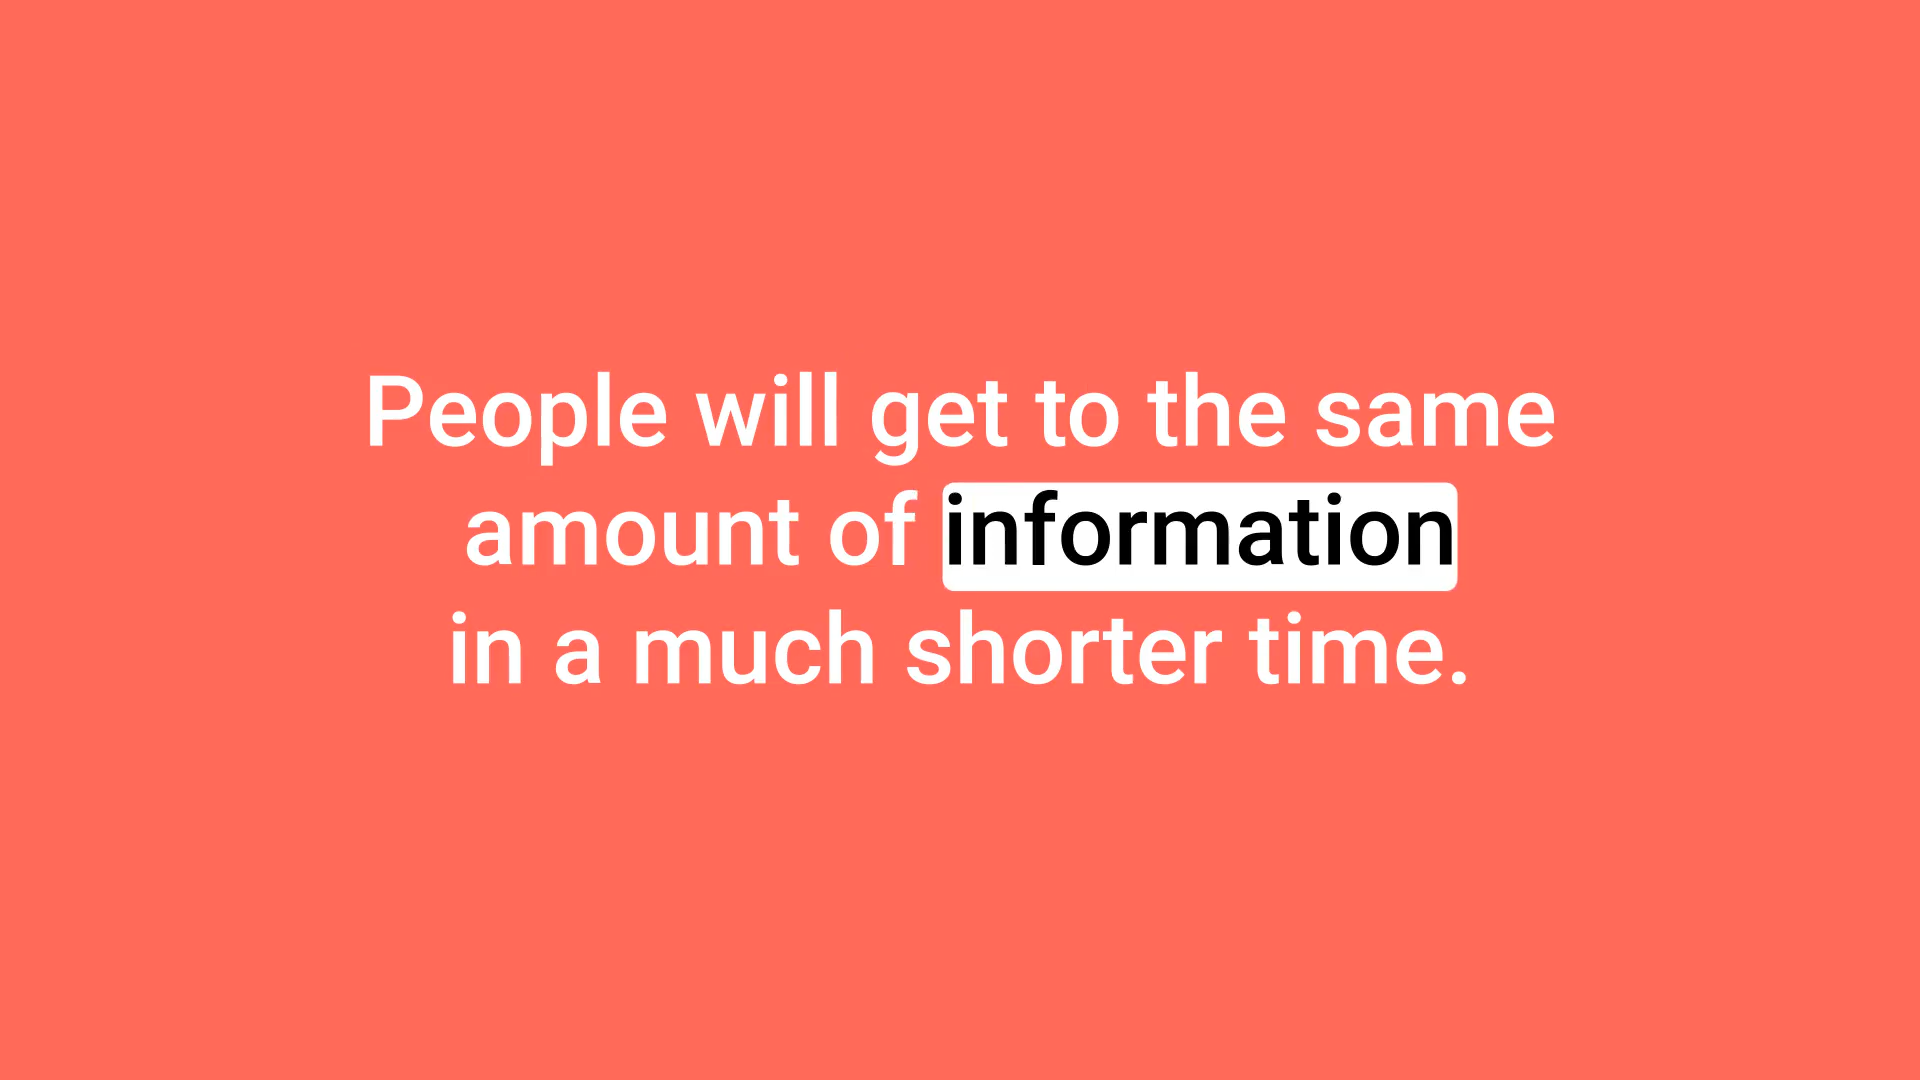 People will get to the same
amount of information
in a much shorter time.